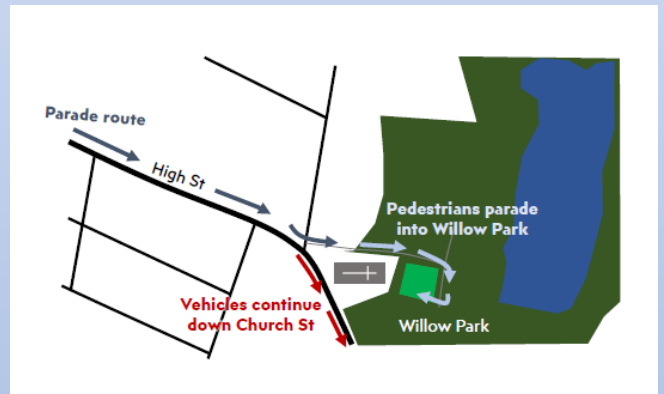 Parade route
High St
Pedestrians parade
into Willow Park
Vehicles continue
down Church St
Willow Park